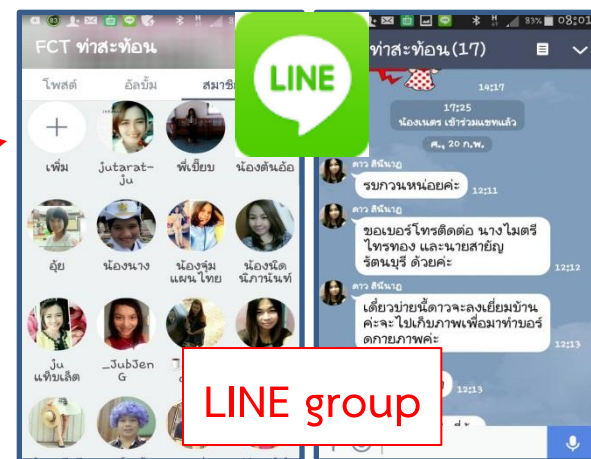 FCT ท่าสะท้อน
โพสต์
อัลบั้ม
เพิ่ม
jutarat-ju
พี่เขียบ
น้องต้นอ้อ
อุ้ย
น้องนาง
น้องจุ๋ม แผนไทย
น้องนิด นิภานันท์
จุ๋ม แท็บเล็ต
_JubJenG
LINE
LINE group
83% 08:01
ท่าสะท้อน(17)
14:17
17:25
น้องเนตร เข้าร่วมแชทแล้ว
ศ., 20 ก.พ.
ดาว สินีนาฏ
รบกวนหน่อยค่ะ
12:11
ดาว สินีนาฏ
ขอเบอร์โทรติดต่อ นางไมตรี
ไทรทอง และนายสายัญ
รัตนบุรี ด้วยค่ะ
12:12
ดาว สินีนาฏ
เดี๋ยวบ่ายนี้ดาวจะลงเยี่ยมบ้าน
ค่ะจะไปเก็บภาพเพื่อมาทำบอร์
ดกายภาพค่ะ
12:13
12:13